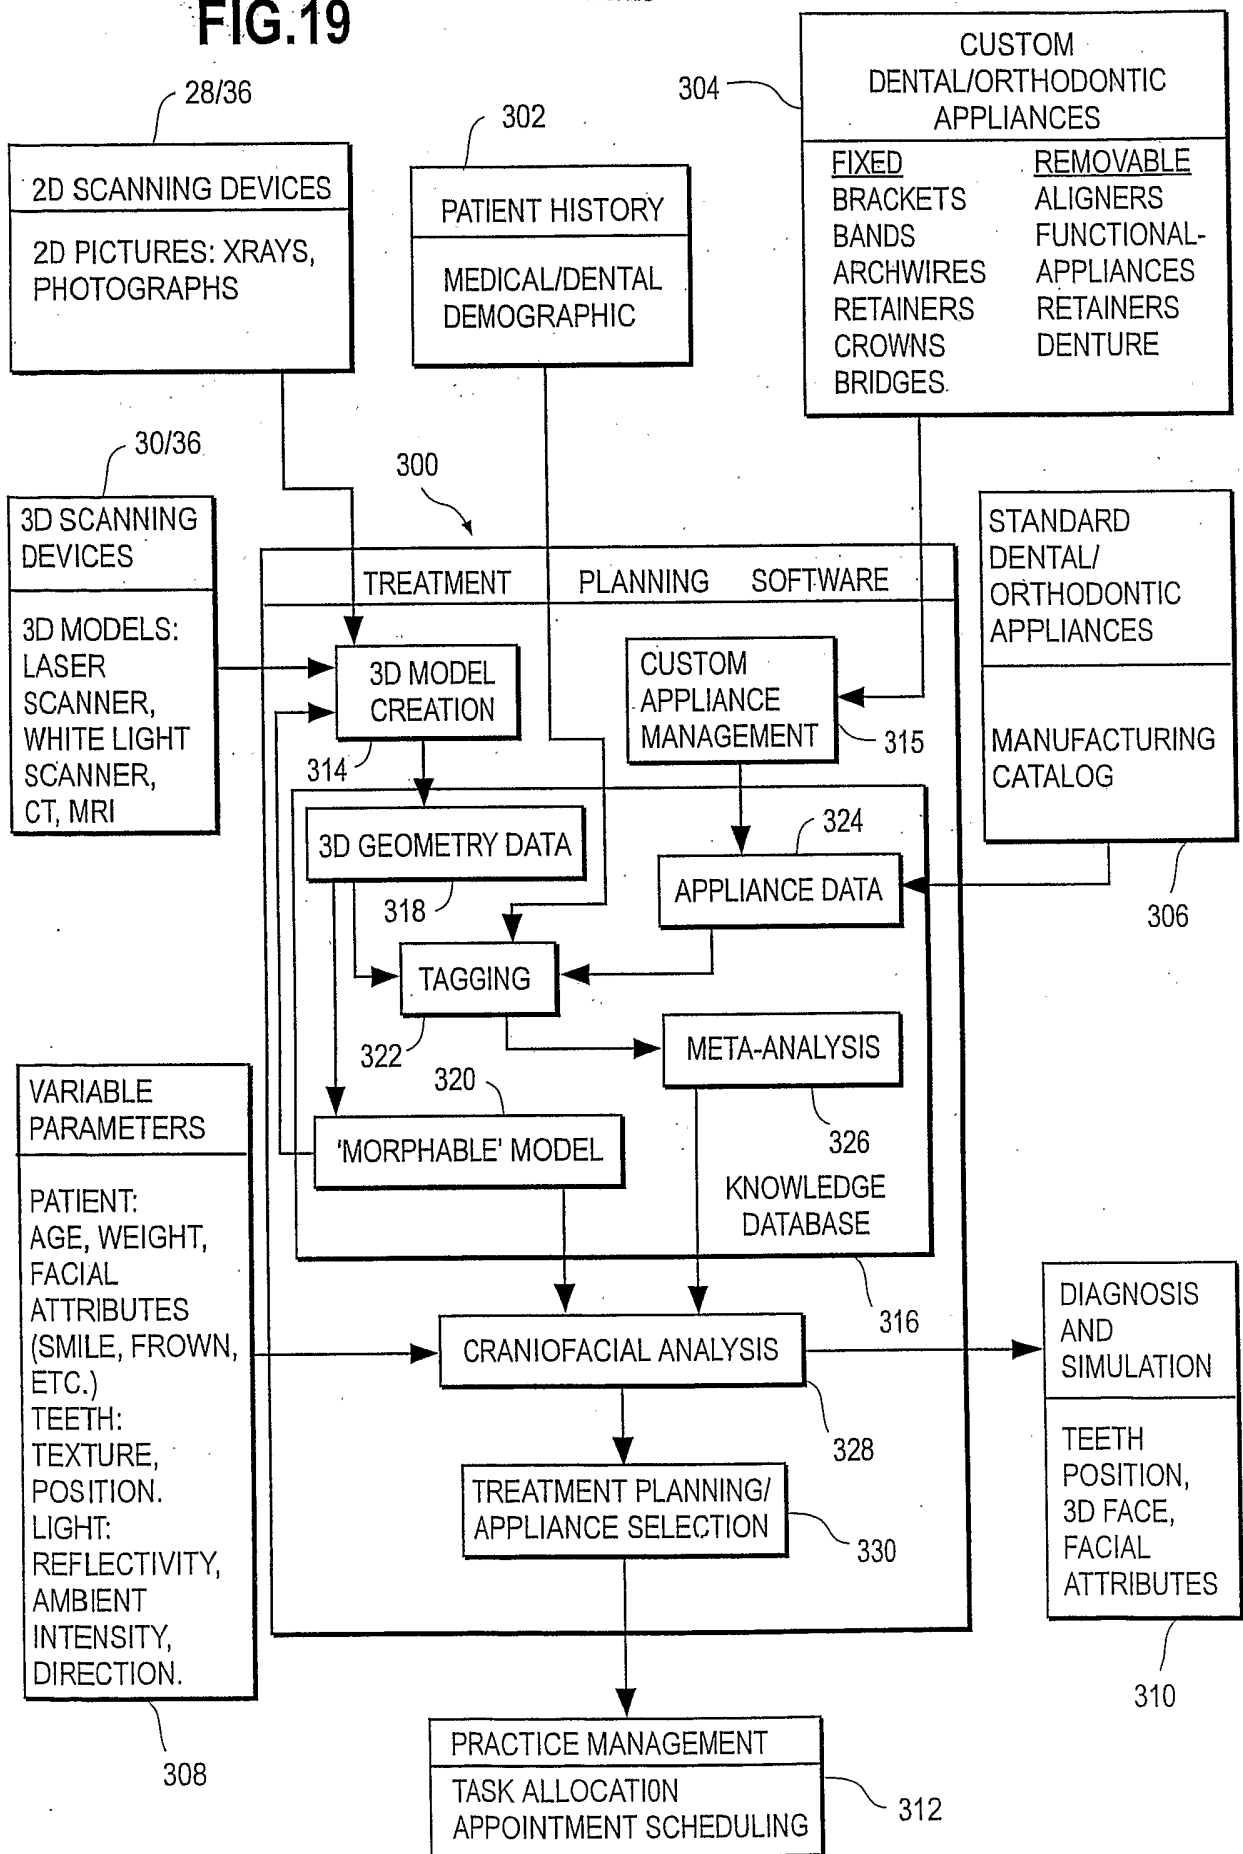 FIG.19
28/36
2D SCANNING DEVICES
2D PICTURES: XRAYS,
PHOTOGRAPHS
302
PATIENT HISTORY
MEDICAL/DENTAL
DEMOGRAPHIC
304
CUSTOM
DENTAL/ORTHODONTIC
APPLIANCES
FIXED
BRACKETS
BANDS
ARCHWIRES
RETAINERS
CROWNS
BRIDGES.
REMOVABLE
ALIGNERS
FUNCTIONAL-
APPLIANCES
RETAINERS
DENTURE
30/36
3D SCANNING
DEVICES
3D MODELS:
LASER
SCANNER,
WHITE LIGHT
SCANNER,
CT, MRI
300
TREATMENT PLANNING SOFTWARE
3D MODEL
CREATION
314
CUSTOM
APPLIANCE
MANAGEMENT
315
STANDARD
DENTAL/
ORTHODONTIC
APPLIANCES
MANUFACTURING
CATALOG
306
3D GEOMETRY DATA
318
324
APPLIANCE DATA
TAGGING
322
META-ANALYSIS
326
320
'MORPHABLE' MODEL
KNOWLEDGE
DATABASE
316
VARIABLE
PARAMETERS
PATIENT:
AGE, WEIGHT,
FACIAL
ATTRIBUTES
(SMILE, FROWN,
ETC.)
TEETH:
TEXTURE,
POSITION.
LIGHT:
REFLECTIVITY,
AMBIENT
INTENSITY,
DIRECTION.
308
CRANIOFACIAL ANALYSIS
328
TREATMENT PLANNING/
APPLIANCE SELECTION
330
DIAGNOSIS
AND
SIMULATION
TEETH
POSITION,
3D FACE,
FACIAL
ATTRIBUTES
310
PRACTICE MANAGEMENT
TASK ALLOCATION
APPOINTMENT SCHEDULING
312